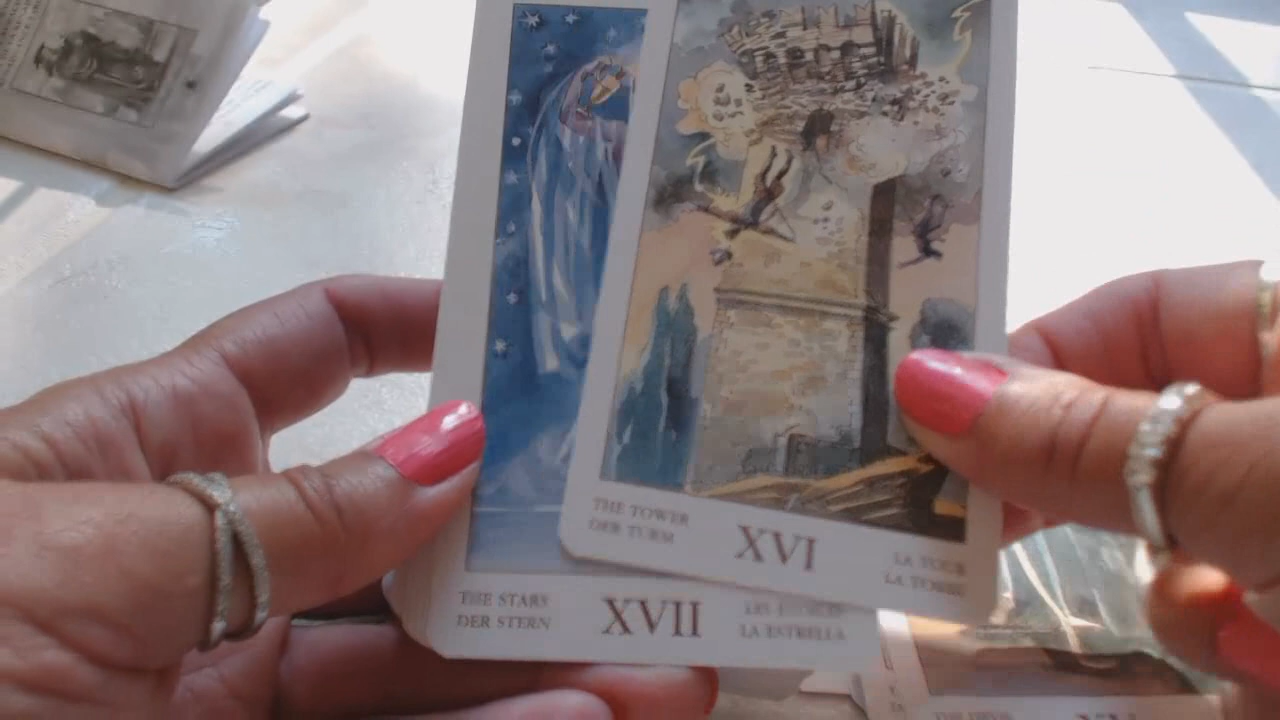 THE TOWER
DER TURM
XVI
LA TOUR
LA TORRE
THE STARS
DER STERN
XVII
LA ESTRELLA